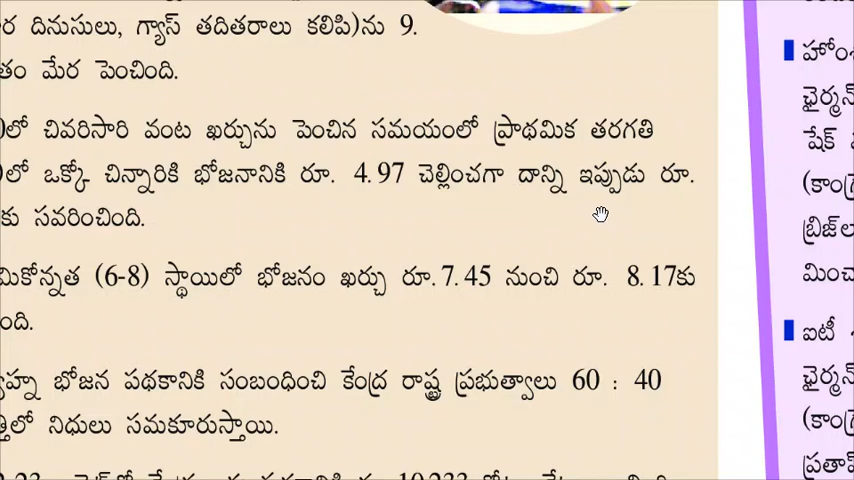 దినుసులు, గ్యాస్ తదితరాలు కలిపి)ను 9.
మేర పెంచింది.
లో చివరిసారి వంట ఖర్చును పెంచిన సమయంలో ప్రాథమిక తరగతి
లో ఒక్కో చిన్నారికి భోజనానికి రూ. 4.97 చెల్లించగా దాన్ని ఇప్పుడు రూ.
కు సవరించింది.
మికోన్నత (6-8) స్థాయిలో భోజనం ఖర్చు రూ.7.45 నుంచి రూ. 8.17కు
ంది.
భోజన పథకానికి సంబంధించి కేంద్ర రాష్ట్ర ప్రభుత్వాలు 60 : 40
నిధులు సమకూరుస్తాయి.
హోం
ఛైర్మన్
షేక్
(కాం
బ్రిజ్‌లా
మించా
ఐటీ
ఛైర్మన్
(కాం
ప్రతాప్